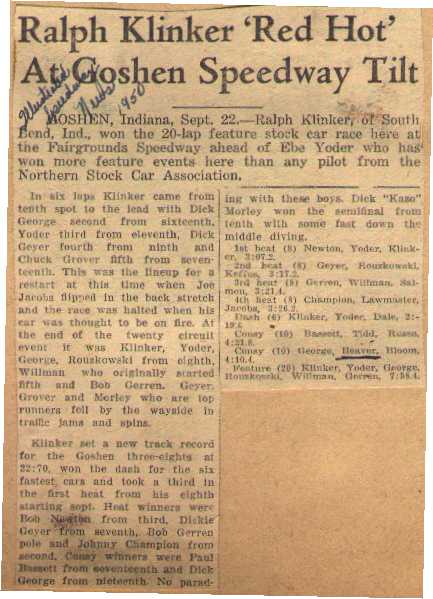 Ralph Klinker 'Red Hot'
At Goshen Speedway Tilt
Illustrated
Speedway
News
1950
GOSHEN, Indiana, Sept. 22.—Ralph Klinker, of South
Bend, Ind., won the 20-lap feature stock car race here at
the Fairgrounds Speedway ahead of Ebe Yoder who has
won more feature events here than any pilot from the
Northern Stock Car Association.
In six laps Klinker came from
tenth spot to the lead with Dick
George second from sixteenth,
Yoder third from eleventh, Dick
Geyer fourth from ninth and
Chuck Grover fifth from seven-
teenth. This was the lineup for a
restart at this time when Joe
Jacobs flipped in the back stretch
and the race was halted when his
car was thought to be on fire. At
the end of the twenty circuit
event it was Klinker, Yoder,
George, Rouzkowski from eighth,
Willman who originally started
fifth and Bob Gerren. Geyer,
Grover and Morley who are top
runners fell by the wayside in
traffic jams and spins.
Klinker set a new track record
for the Goshen three-eights at
22:70, won the dash for the six
fastest cars and took a third in
the first heat from his eighth
starting sopt. Heat winners were
Bob Newton from third, Dickie
Geyer from seventh, Bob Gerren
pole and Johnny Champion from
second. Consy winners were Paul
Bassett from seventeenth and Dick
George from nieteenth. No parad-
ing with these boys. Dick "Kazo"
Morley won the semifinal from
tenth with some fast down the
middle diving.
1st heat (8) Newton, Yoder, Klink-
er, 3:07.2.
2nd heat (8) Geyer, Rouzkowski,
Keffus, 3:17.2.
3rd heat (8) Gerren, Willman, Sal-
mon, 3:21.4.
4th heat (8) Champion, Lawmaster,
Jacobs, 3:26.2.
Dash (6) Klinker, Yoder, Dale, 2:-
19.6
Consy (10) Bassett, Tidd, Russo,
4:21.8.
Consy (10) George, Heaver, Bloom,
4:10.4.
Feature (20) Klinker, Yoder, George,
Rouzkoski, Willman, Gerren, 7:58.4.